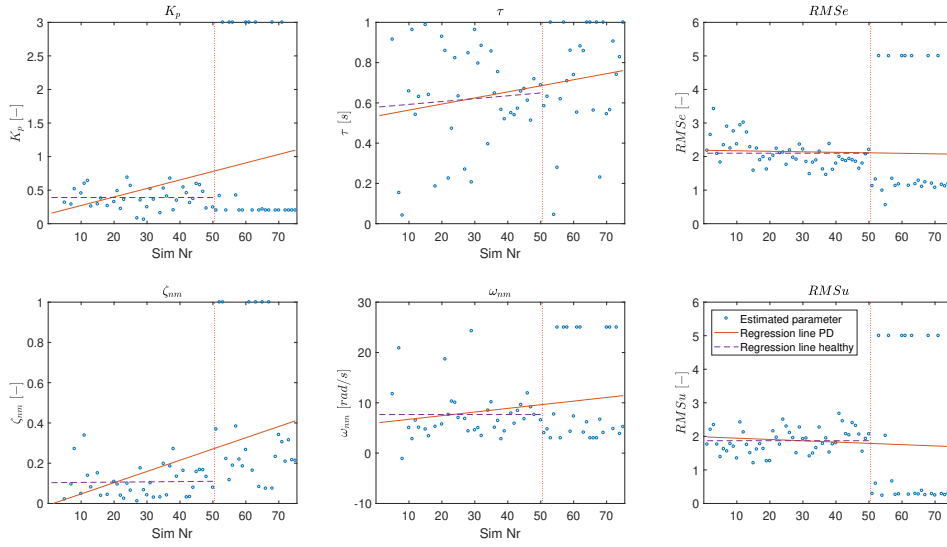 K_p
τ
RMSe
3
2.5
2
1.5
1
0.5
0
K_p [−]
10 20 30 40 50 60 70
Sim Nr
1
0.8
0.6
0.4
0.2
0
τ [s]
10 20 30 40 50 60 70
Sim Nr
6
5
4
3
2
1
0
RMSe [−]
10 20 30 40 50 60 70
Sim Nr
ζ_nm
ω_nm
RMSu
1
0.8
0.6
0.4
0.2
0
ζ_nm [−]
10 20 30 40 50 60 70
Sim Nr
30
20
10
0
-10
ω_nm [rad/s]
10 20 30 40 50 60 70
Sim Nr
6
5
4
3
2
1
0
RMSu [−]
Estimated parameter
Regression line PD
Regression line healthy
10 20 30 40 50 60 70
Sim Nr